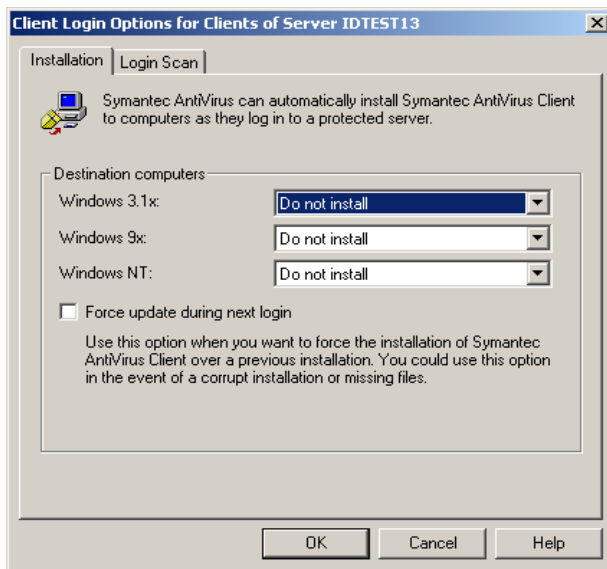 Client Login Options for Clients of Server IDTEST13
Installation
Login Scan
Symantec AntiVirus can automatically install Symantec AntiVirus Client
to computers as they log in to a protected server.
Destination computers
Windows 3.1x:
Do not install
Windows 9x:
Do not install
Windows NT:
Do not install
Force update during next login
Use this option when you want to force the installation of Symantec
AntiVirus Client over a previous installation. You could use this option
in the event of a corrupt installation or missing files.
OK
Cancel
Help